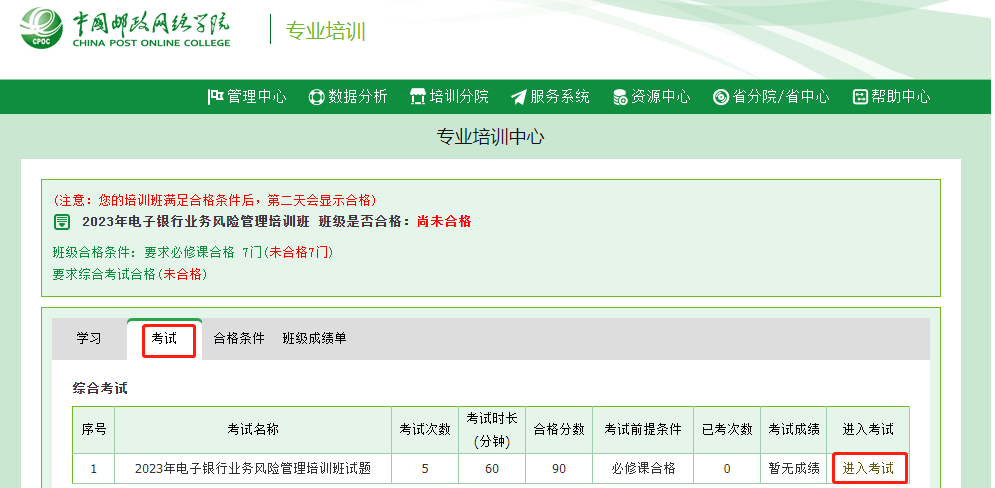 中国邮政网络学院
CPOC
CHINA POST ONLINE COLLEGE
专业培训
管理中心 数据分析 培训分院 服务系统 资源中心 省分院/省中心 帮助中心
专业培训中心
(注意：您的培训班满足合格条件后，第二天会显示合格)
2023年电子银行业务风险管理培训班 班级是否合格：尚未合格
班级合格条件：要求必修课合格 7门(未合格7门)
要求综合考试合格(未合格)
学习 考试 合格条件 班级成绩单
综合考试
序号 考试名称 考试次数 考试时长(分钟) 合格分数 考试前提条件 已考次数 考试成绩 进入考试
1 2023年电子银行业务风险管理培训班试题 5 60 90 必修课合格 0 暂无成绩 进入考试